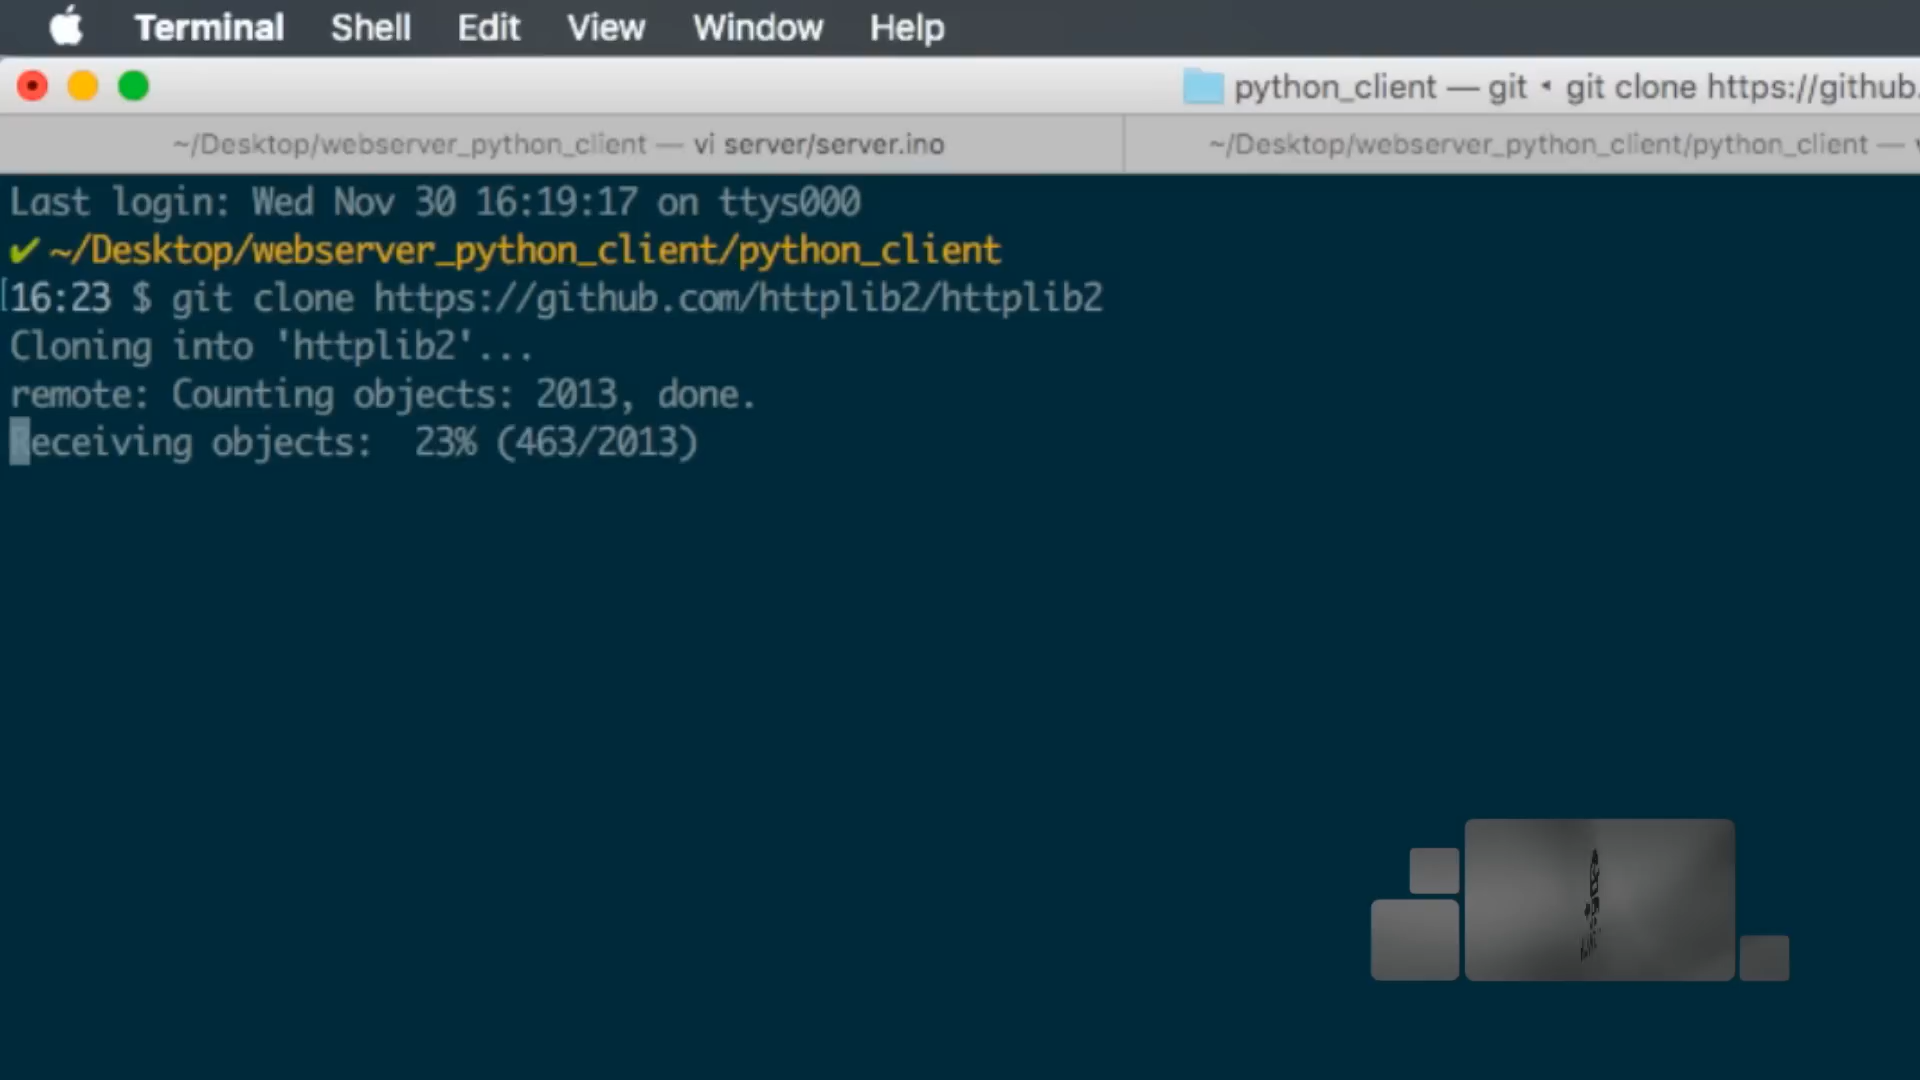 Terminal Shell Edit View Window Help
python_client — git ◂ git clone https://github.
~/Desktop/webserver_python_client — vi server/server.ino
~/Desktop/webserver_python_client/python_client —
Last login: Wed Nov 30 16:19:17 on ttys000
✔ ~/Desktop/webserver_python_client/python_client
[16:23 $ git clone https://github.com/httplib2/httplib2
Cloning into 'httplib2'...
remote: Counting objects: 2013, done.
Receiving objects:  23% (463/2013)